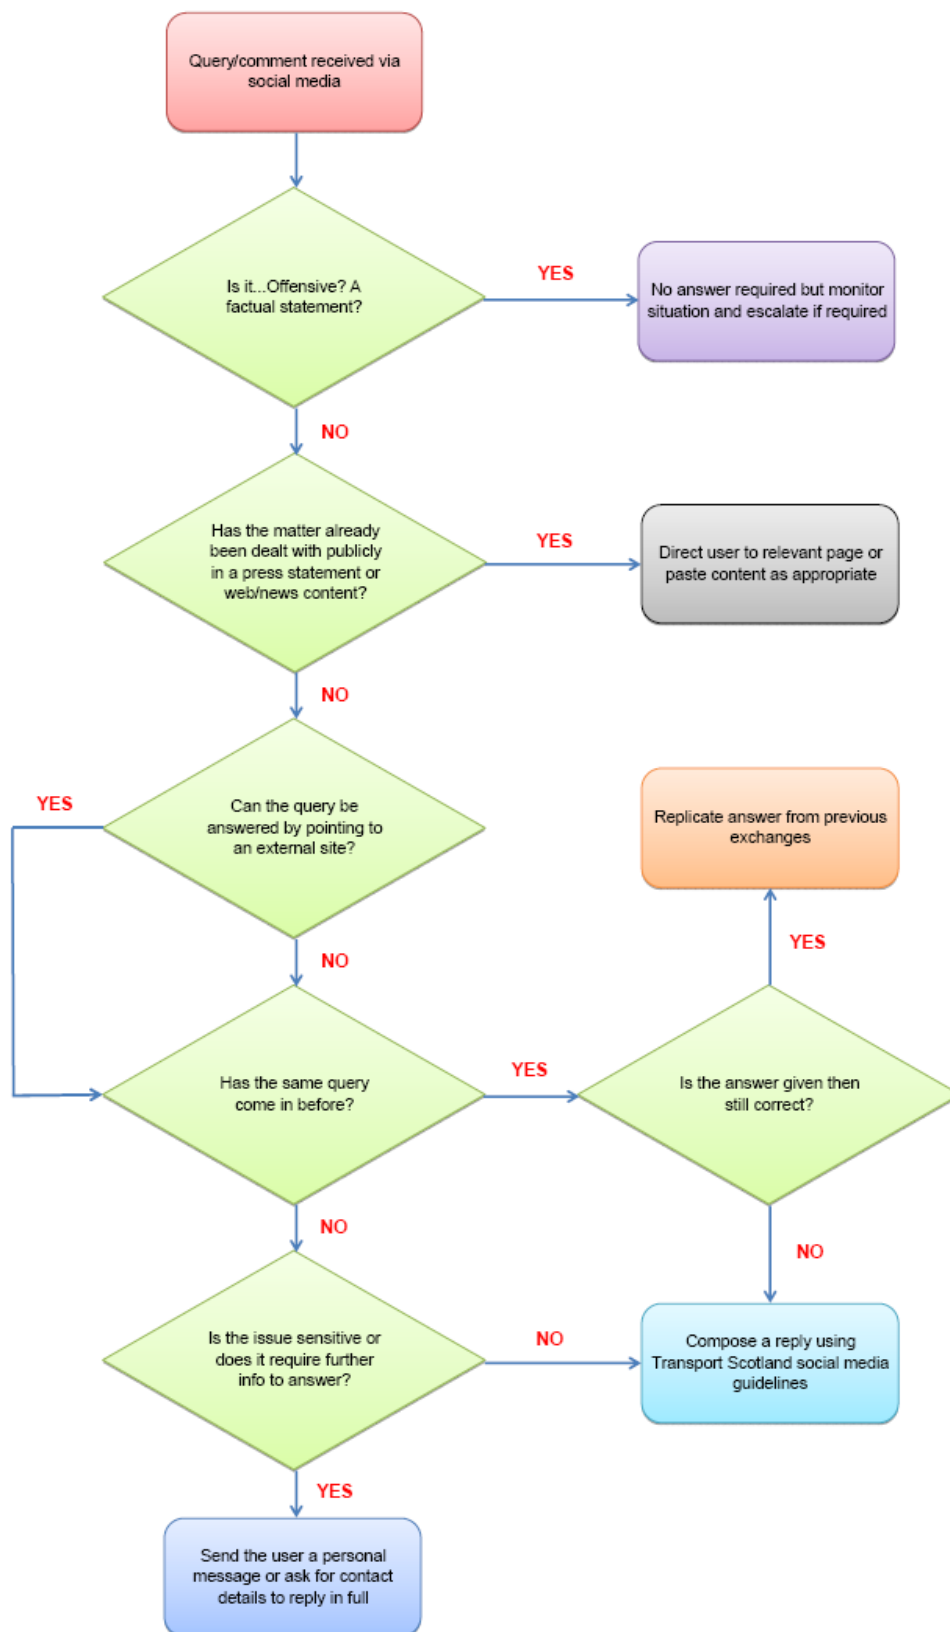 Query/comment received via
social media
Is it...Offensive? A
factual statement?
YES
No answer required but monitor
situation and escalate if required
NO
Has the matter already
been dealt with publicly
in a press statement or
web/news content?
YES
Direct user to relevant page or
paste content as appropriate
NO
YES
Can the query be
answered by pointing to
an external site?
Replicate answer from previous
exchanges
NO
YES
Has the same query
come in before?
YES
Is the answer given then
still correct?
NO
NO
Is the issue sensitive or
does it require further
info to answer?
NO
Compose a reply using
Transport Scotland social media
guidelines
YES
Send the user a personal
message or ask for contact
details to reply in full